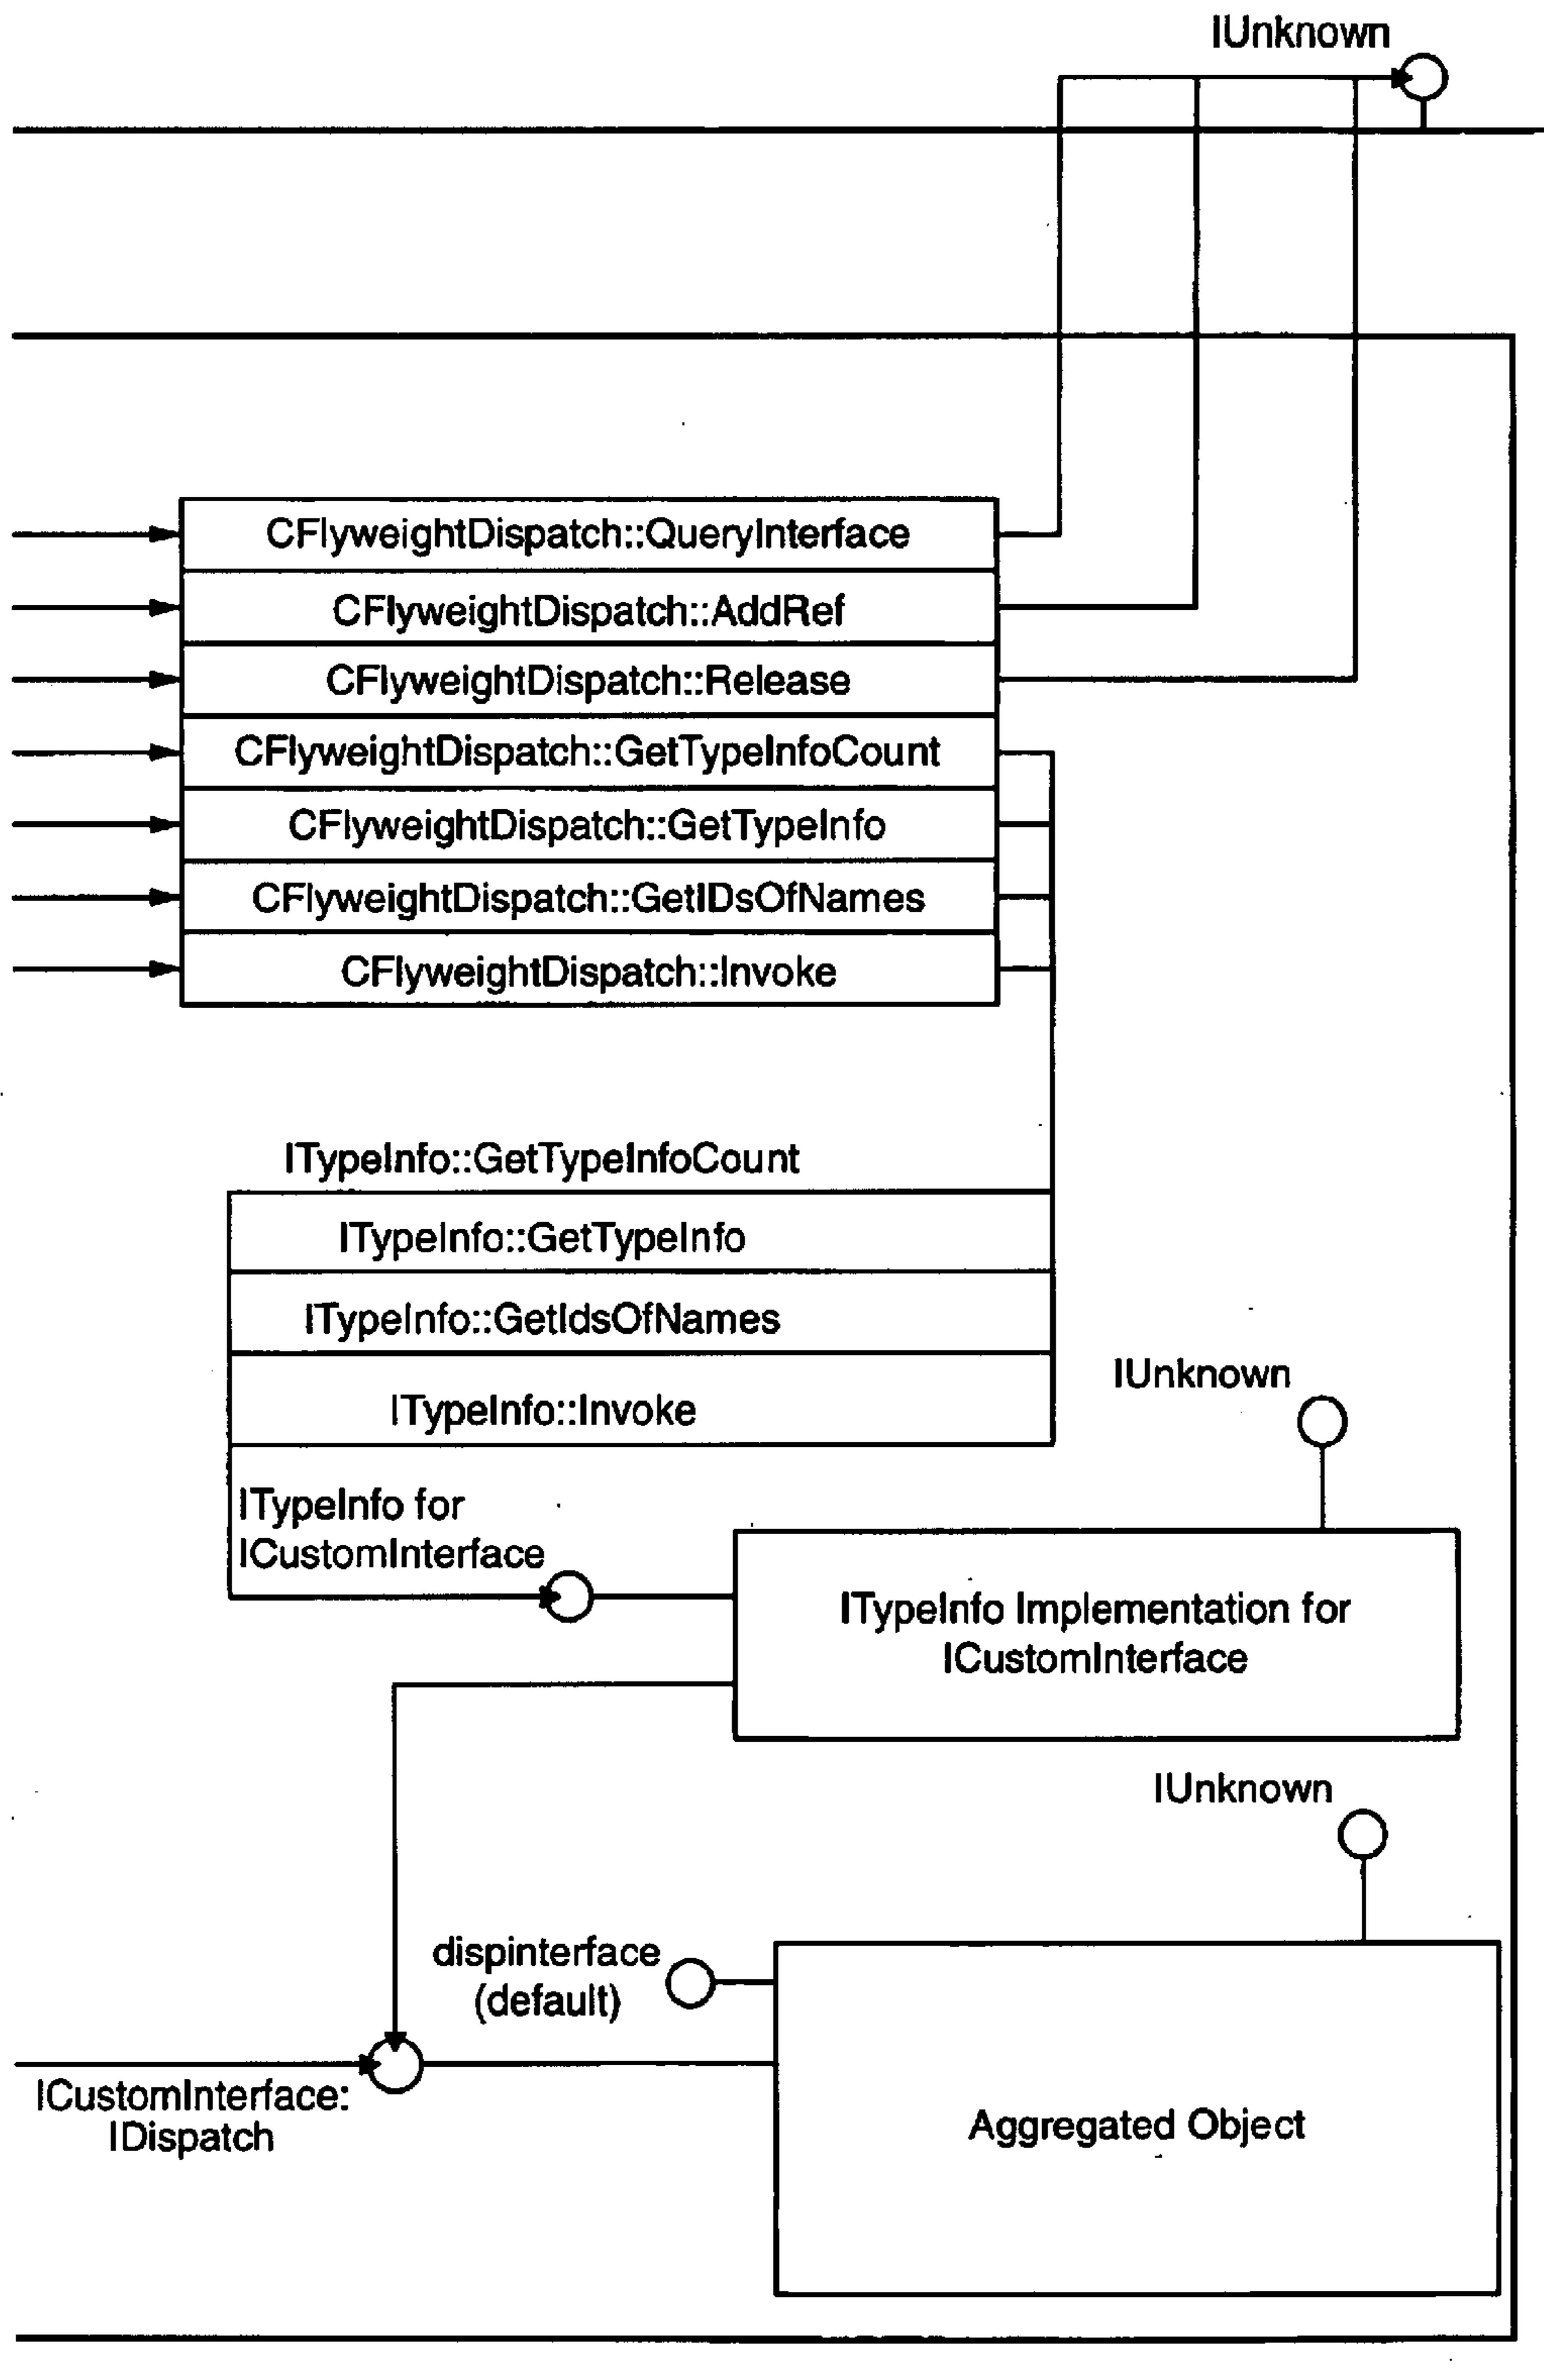 IUnknown
CFlyweightDispatch::QueryInterface
CFlyweightDispatch::AddRef
CFlyweightDispatch::Release
CFlyweightDispatch::GetTypeInfoCount
CFlyweightDispatch::GetTypeInfo
CFlyweightDispatch::GetIDsOfNames
CFlyweightDispatch::Invoke
ITypeInfo::GetTypeInfoCount
ITypeInfo::GetTypeInfo
ITypeInfo::GetIdsOfNames
ITypeInfo::Invoke
IUnknown
ITypeInfo for
ICustomInterface
ITypeInfo Implementation for
ICustomInterface
IUnknown
dispinterface
(default)
ICustomInterface:
IDispatch
Aggregated Object